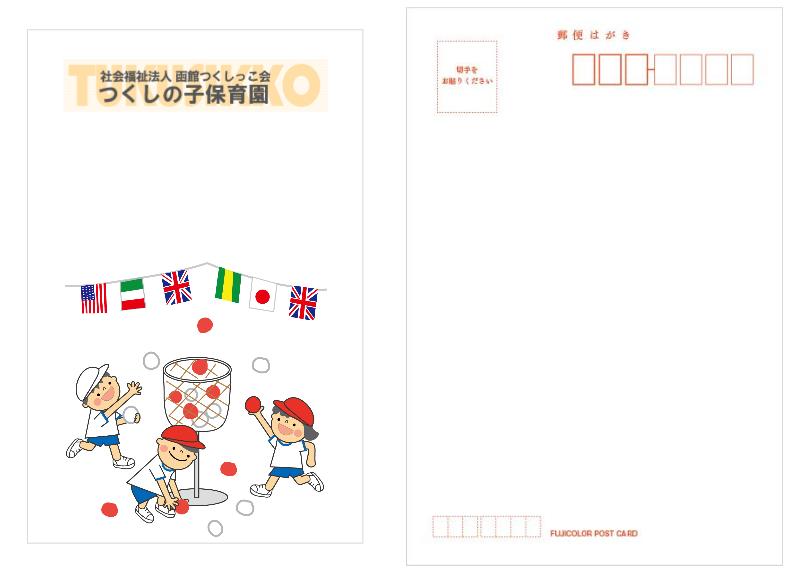 TUKUSIKKO
社会福祉法人 函館つくしっこ会
つくしの子保育園
郵便はがき
切手を
お貼りください
FUJICOLOR POST CARD